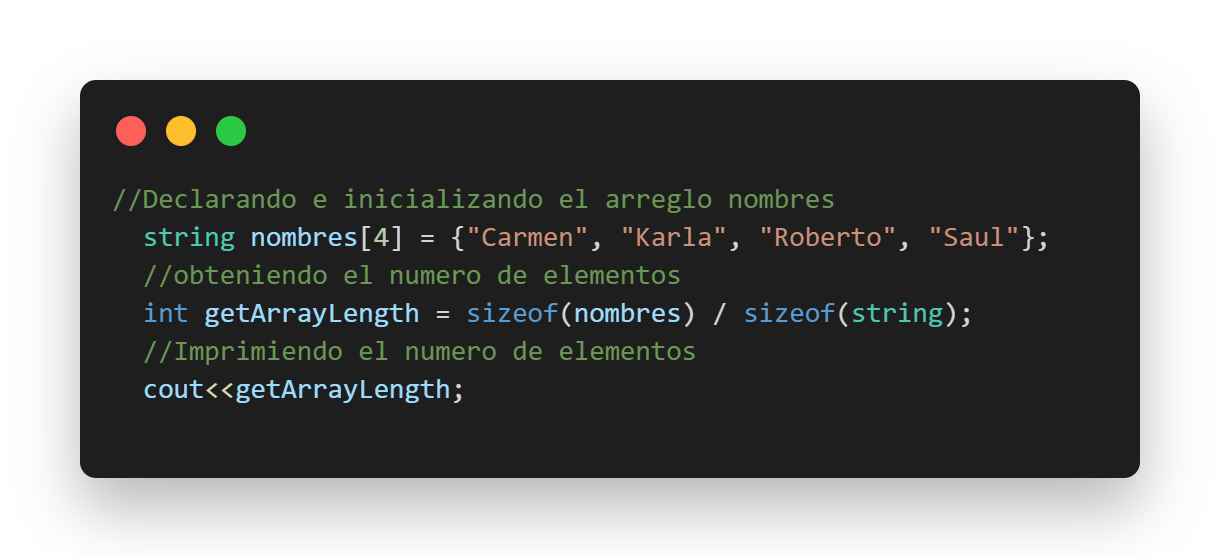 //Declarando e inicializando el arreglo nombres
string nombres[4] = {"Carmen", "Karla", "Roberto", "Saul"};
//obteniendo el numero de elementos
int getArrayLength = sizeof(nombres) / sizeof(string);
//Imprimiendo el numero de elementos
cout<<getArrayLength;